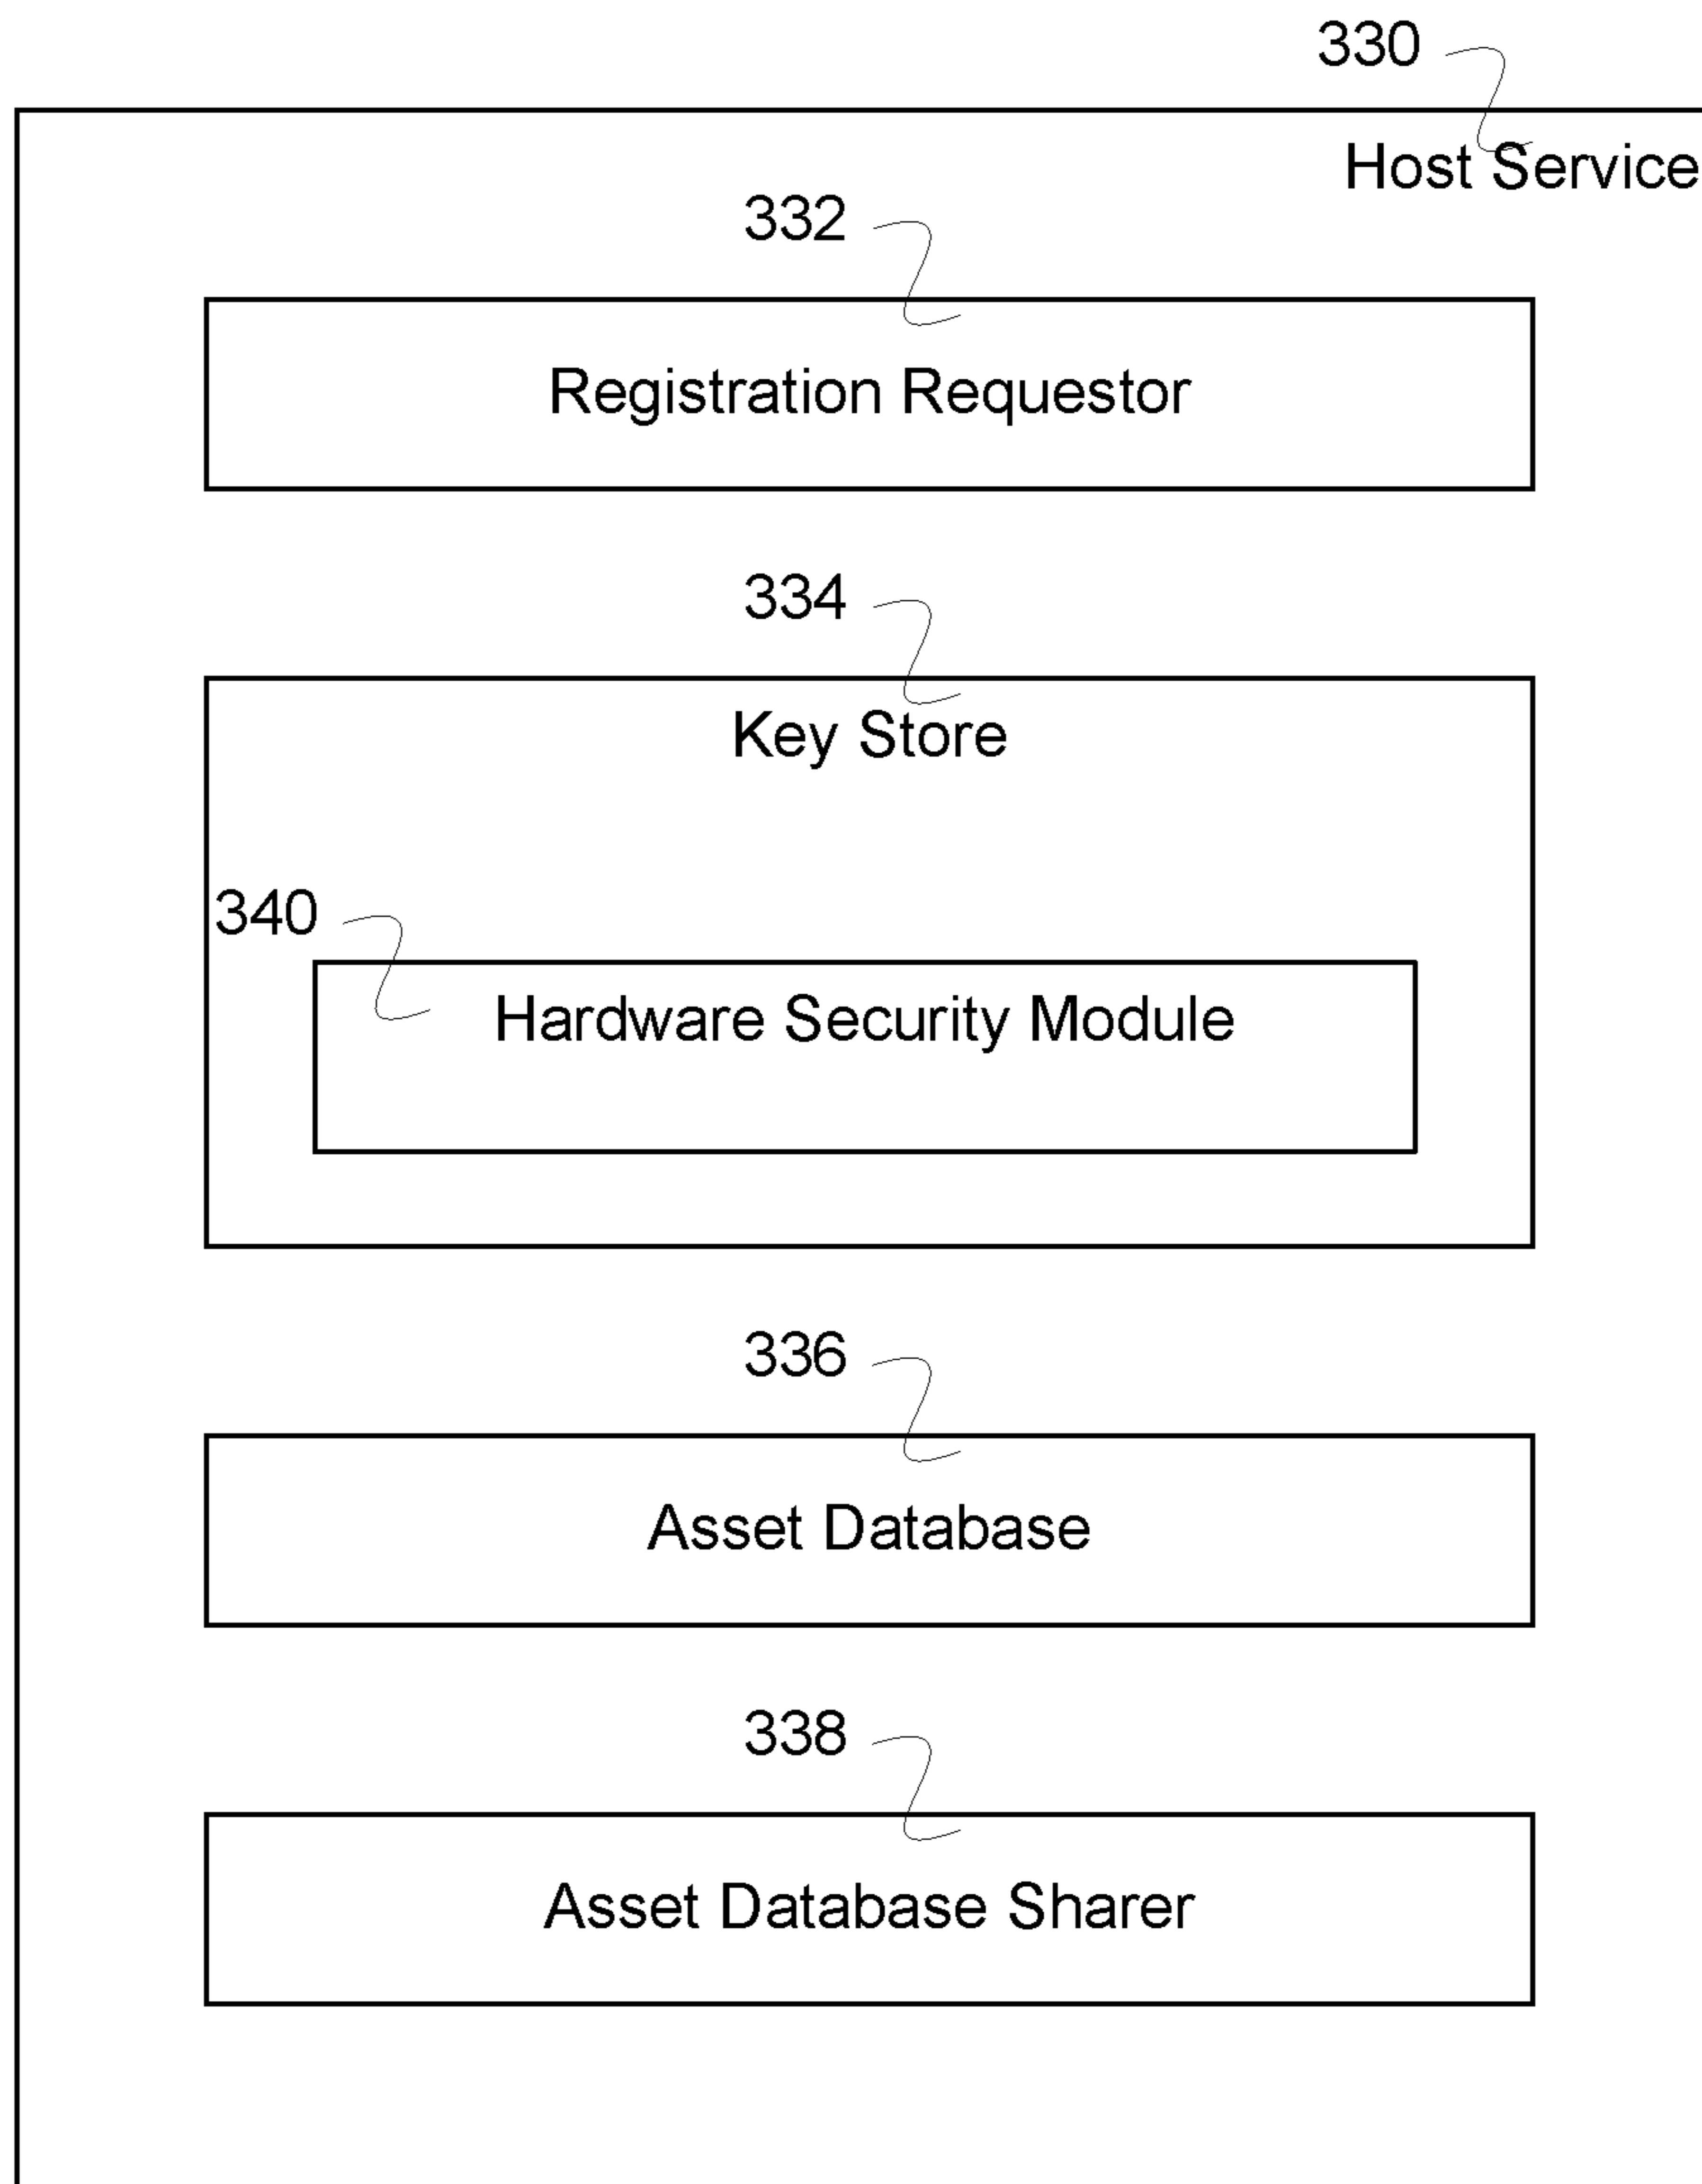 330
Host Service
332
Registration Requestor
334
Key Store
340
Hardware Security Module
336
Asset Database
338
Asset Database Sharer